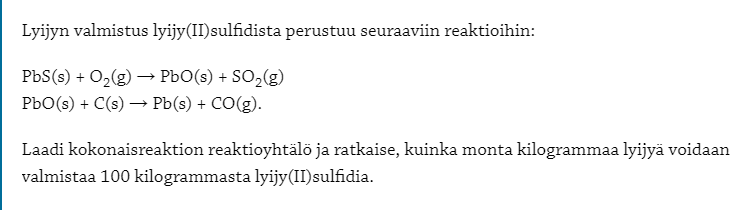 Lyijyn valmistus lyijy(II)sulfidista perustuu seuraaviin reaktioihin:
PbS(s) + O₂(g) → PbO(s) + SO₂(g)
PbO(s) + C(s) → Pb(s) + CO(g).
Laadi kokonaisreaktion reaktioyhtälö ja ratkaise, kuinka monta kilogrammaa lyijyä voidaan
valmistaa 100 kilogrammasta lyijy(II)sulfidia.